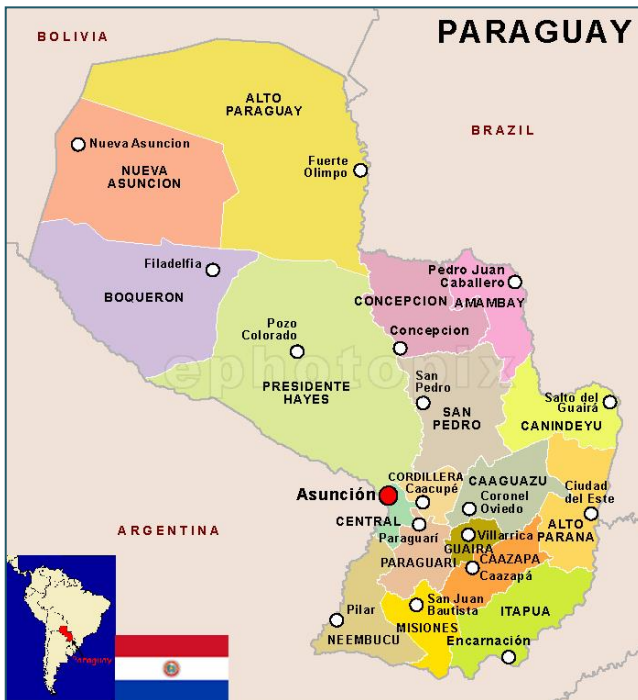 PARAGUAY
BOLIVIA
ALTO
PARAGUAY
BRAZIL
Nueva Asuncion
NUEVA
ASUNCION
Fuerte
Olimpo
Filadelfia
BOQUERON
Pedro Juan
Caballero
CONCEPCION
AMAMBAY
Pozo
Colorado
Concepcion
ephotopix
PRESIDENTE
HAYES
San
Pedro
SAN
PEDRO
Salto del
Guairá
CANINDEYU
Asunción
CORDILLERA
Caacupé
CAAGUAZU
Coronel
Oviedo
Ciudad
del Este
ARGENTINA
CENTRAL
Paraguarí
Villarrica
GUAIRA
ALTO
PARANA
PARAGUARI
CAAZAPA
Caazapá
Pilar
San Juan
Bautista
ITAPUA
NEEMBUCU
MISIONES
Encarnación
Paraguay